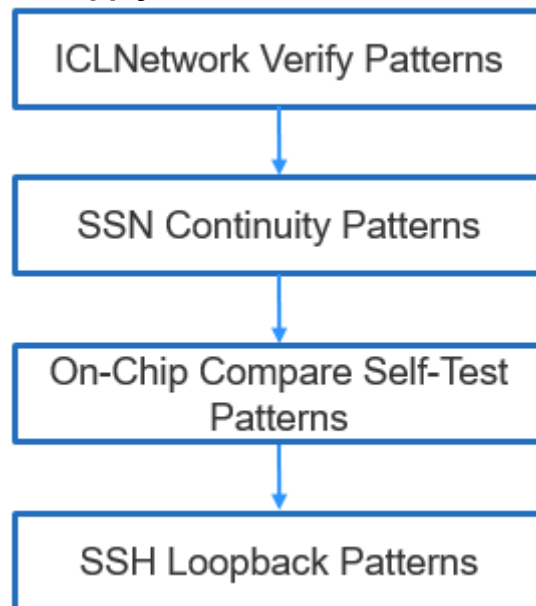 ICLNetwork Verify Patterns
SSN Continuity Patterns
On-Chip Compare Self-Test
Patterns
SSH Loopback Patterns